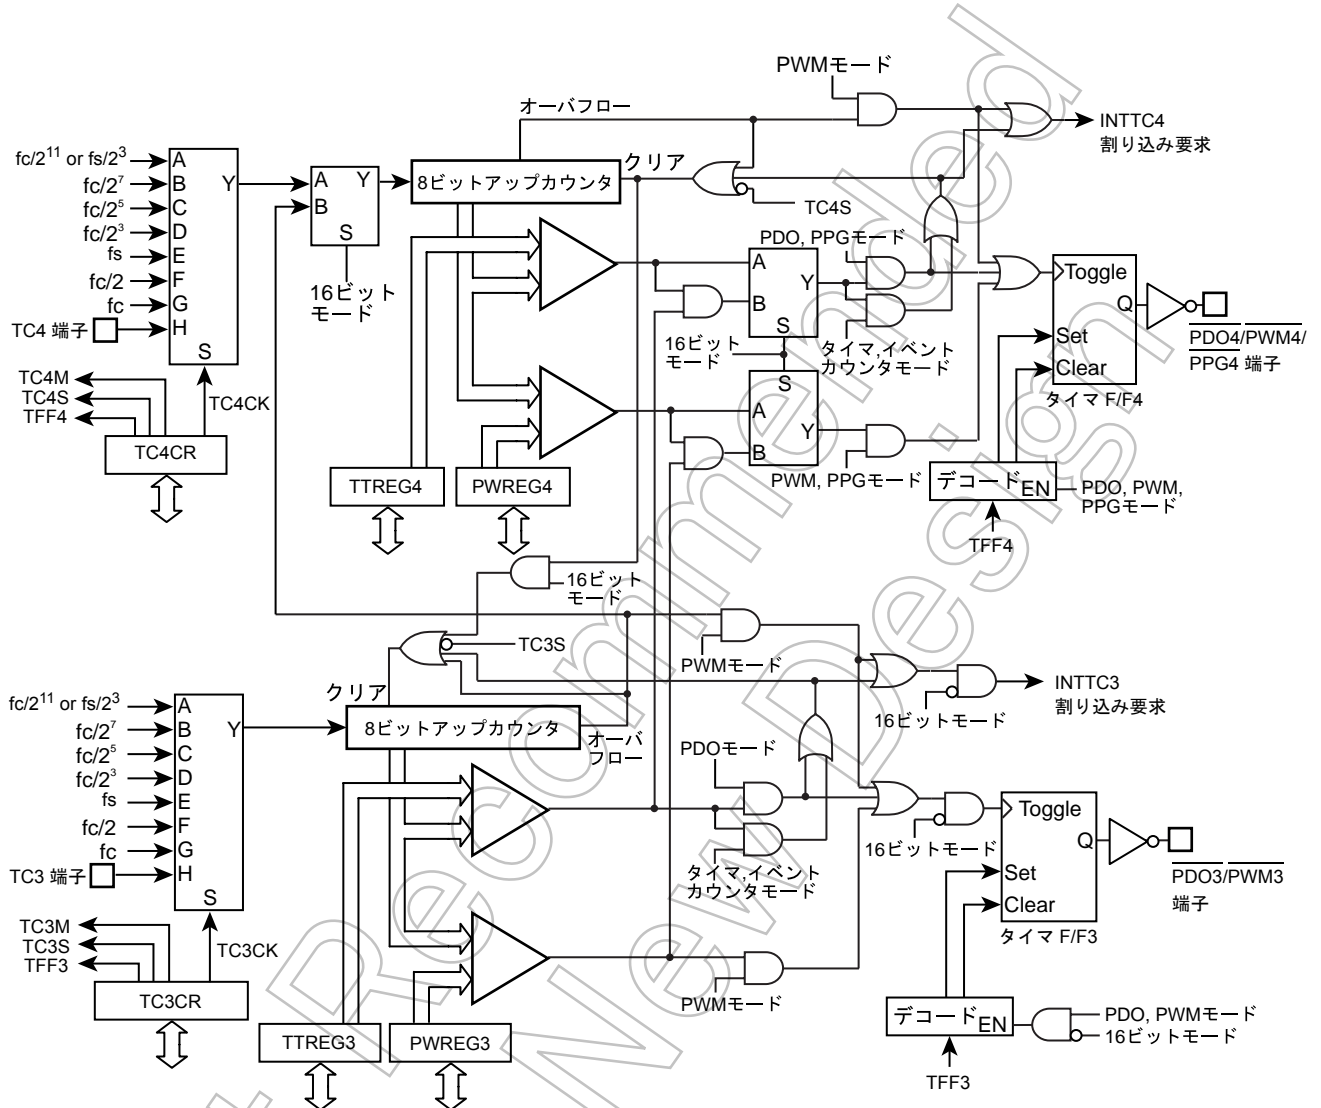 PWMモード
オーバフロー
INTTC4
割り込み要求
fc/2¹¹ or fs/2³
fc/2⁷
fc/2⁵
fc/2³
fs
fc/2
fc
TC4 端子
A
B
C
D
E
F
G
H
Y
S
A
B
Y
S
16ビット
モード
8ビットアップカウンタ
クリア
TC4S
PDO, PPGモード
A
B
Y
S
16ビット
モード
タイマ,イベント
カウンタモード
S
A
B
Y
PWM, PPGモード
Toggle
Q
Set
Clear
タイマ F/F4
PDO4/PWM4/
PPG4 端子
デコード
EN
PDO, PWM,
PPGモード
TFF4
TC4M
TC4S
TFF4
TC4CK
TC4CR
TTREG4
PWREG4
16ビット
モード
TC3S
PWMモード
INTTC3
割り込み要求
16ビットモード
クリア
fc/2¹¹ or fs/2³
fc/2⁷
fc/2⁵
fc/2³
fs
fc/2
fc
TC3 端子
A
B
C
D
E
F
G
H
Y
S
8ビットアップカウンタ
オーバ
フロー
PDOモード
タイマ,イベント
カウンタモード
16ビットモード
Toggle
Q
Set
Clear
タイマ F/F3
PDO3/PWM3
端子
TC3M
TC3S
TFF3
TC3CK
TC3CR
PWMモード
TTREG3
PWREG3
デコード
EN
PDO, PWMモード
16ビットモード
TFF3
Recommended
New Design